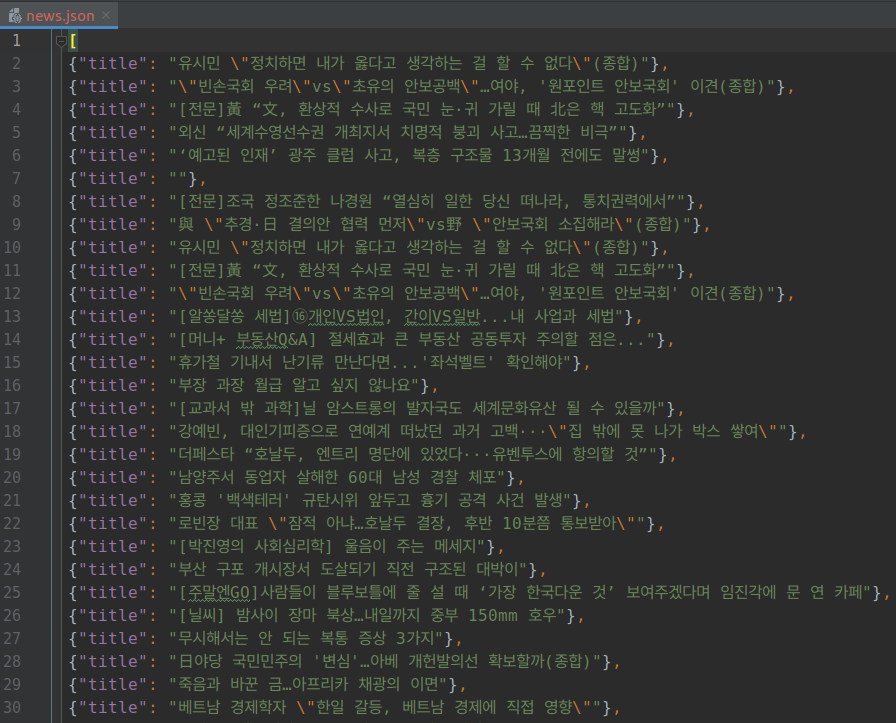 news.json ×
1 [
2 {"title": "유시민 \"정치하면 내가 옳다고 생각하는 걸 할 수 없다\"(종합)"},
3 {"title": "\"빈손국회 우려\"vs\"초유의 안보공백\"…여야, '원포인트 안보국회' 이견(종합)"},
4 {"title": "[전문]黃 “文, 환상적 수사로 국민 눈·귀 가릴 때 北은 핵 고도화”"},
5 {"title": "외신 “세계수영선수권 개최지서 치명적 붕괴 사고…끔찍한 비극”"},
6 {"title": "‘예고된 인재’ 광주 클럽 사고, 복층 구조물 13개월 전에도 말썽"},
7 {"title": ""},
8 {"title": "[전문]조국 정조준한 나경원 “열심히 일한 당신 떠나라, 통치권력에서”"},
9 {"title": "與 \"추경·日 결의안 협력 먼저\"vs野 \"안보국회 소집해라\"(종합)"},
10 {"title": "유시민 \"정치하면 내가 옳다고 생각하는 걸 할 수 없다\"(종합)"},
11 {"title": "[전문]黃 “文, 환상적 수사로 국민 눈·귀 가릴 때 北은 핵 고도화”"},
12 {"title": "\"빈손국회 우려\"vs\"초유의 안보공백\"…여야, '원포인트 안보국회' 이견(종합)"},
13 {"title": "[알쏭달쏭 세법]⑯개인VS법인, 간이VS일반...내 사업과 세법"},
14 {"title": "[머니+ 부동산Q&A] 절세효과 큰 부동산 공동투자 주의할 점은..."},
15 {"title": "휴가철 기내서 난기류 만난다면...'좌석벨트' 확인해야"},
16 {"title": "부장 과장 월급 알고 싶지 않나요"},
17 {"title": "[교과서 밖 과학]닐 암스트롱의 발자국도 세계문화유산 될 수 있을까"},
18 {"title": "강예빈, 대인기피증으로 연예계 떠났던 과거 고백···\"집 밖에 못 나가 박스 쌓여\""},
19 {"title": "더페스타 “호날두, 엔트리 명단에 있었다···유벤투스에 항의할 것”"},
20 {"title": "남양주서 동업자 살해한 60대 남성 경찰 체포"},
21 {"title": "홍콩 '백색테러' 규탄시위 앞두고 흉기 공격 사건 발생"},
22 {"title": "로빈장 대표 \"잠적 아냐…호날두 결장, 후반 10분쯤 통보받아\""},
23 {"title": "[박진영의 사회심리학] 울음이 주는 메세지"},
24 {"title": "부산 구포 개시장서 도살되기 직전 구조된 대박이"},
25 {"title": "[주말엔GO]사람들이 블루보틀에 줄 설 때 ‘가장 한국다운 것’ 보여주겠다며 임진각에 문 연 카페"},
26 {"title": "[날씨] 밤사이 장마 북상…내일까지 중부 150mm 호우"},
27 {"title": "무시해서는 안 되는 복통 증상 3가지"},
28 {"title": "日야당 국민민주의 '변심'…아베 개헌발의선 확보할까(종합)"},
29 {"title": "죽음과 바꾼 금…아프리카 채광의 이면"},
30 {"title": "베트남 경제학자 \"한일 갈등, 베트남 경제에 직접 영향\""},